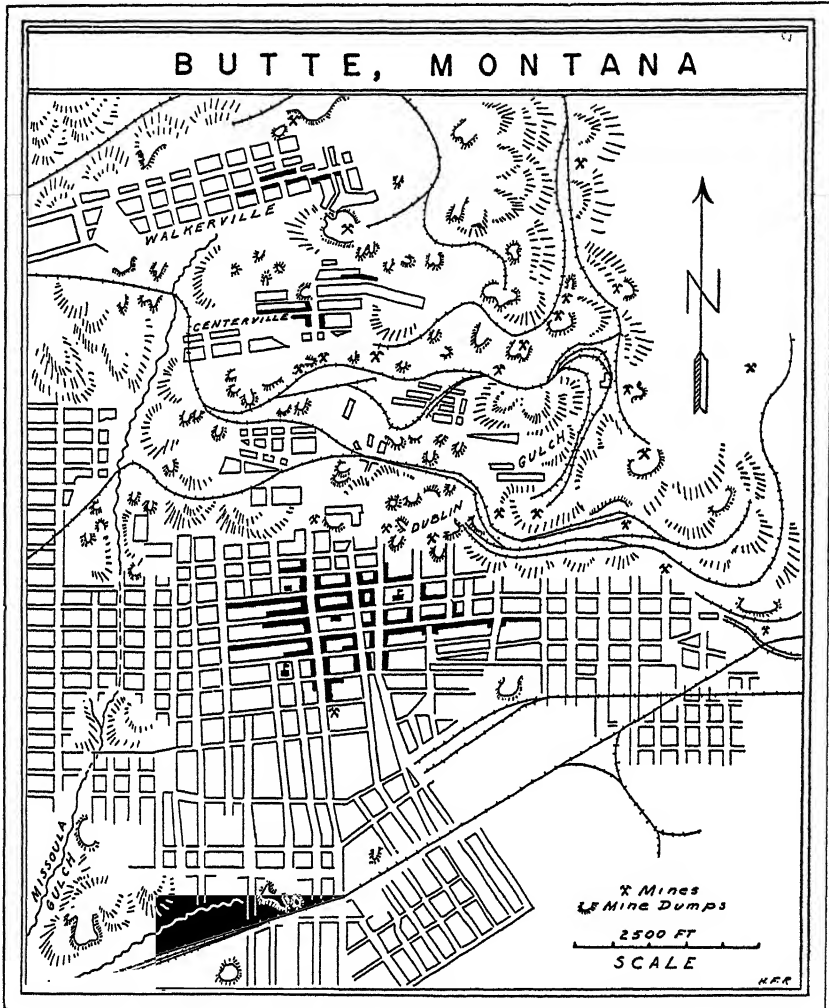 BUTTE, MONTANA
WALKERVILLE
CENTERVILLE
GULCH
DUBLIN
N
MISSOULA
GULCH
Mines
Mine Dumps
2500 FT
SCALE
H.F.R